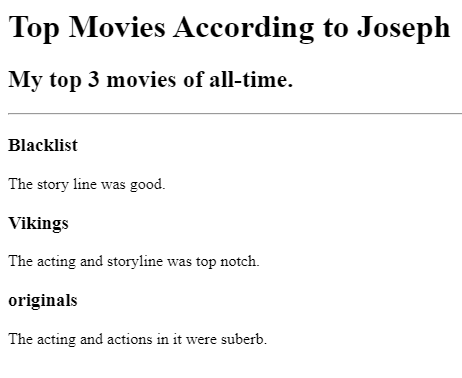 Top Movies According to Joseph
My top 3 movies of all-time.
Blacklist
The story line was good.
Vikings
The acting and storyline was top notch.
originals
The acting and actions in it were suberb.